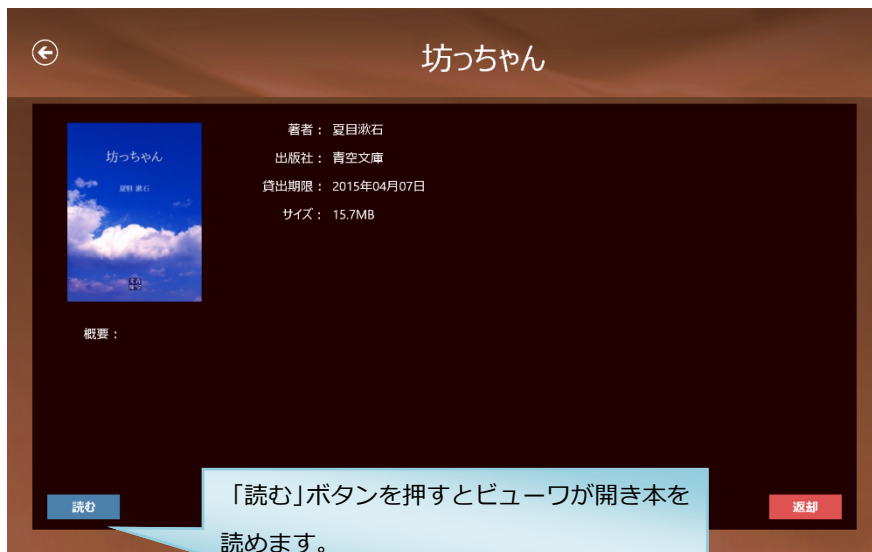 坊っちゃん
坊っちゃん
夏目 漱石
著者： 夏目漱石
出版社： 青空文庫
貸出期限： 2015年04月07日
サイズ： 15.7MB
概要：
「読む」ボタンを押すとビューワが開き本を
読めます。
読む
返却